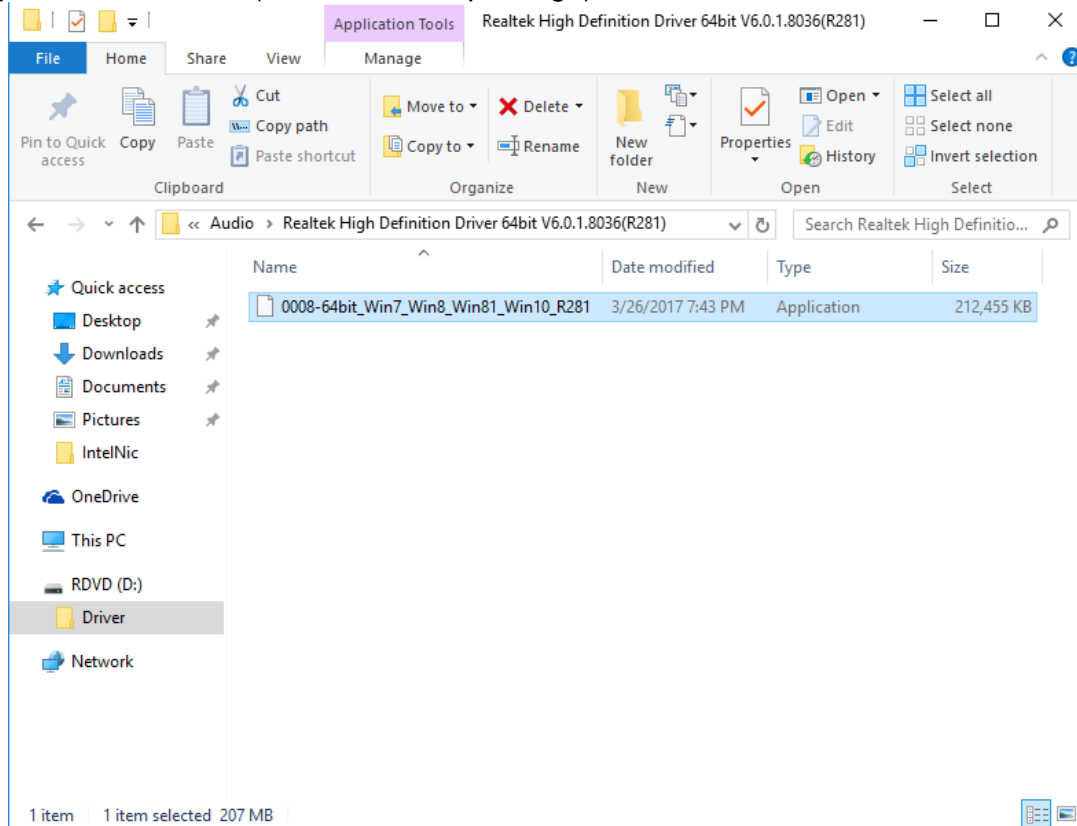 Application Tools
Realtek High Definition Driver 64bit V6.0.1.8036(R281)
File
Home
Share
View
Manage
Pin to Quick
access
Copy
Paste
Cut
Copy path
Paste shortcut
Clipboard
Move to
Copy to
Delete
Rename
Organize
New
folder
New
Properties
Open
Edit
History
Open
Select all
Select none
Invert selection
Select
« Audio > Realtek High Definition Driver 64bit V6.0.1.8036(R281)
Search Realtek High Definitio...
Name
Date modified
Type
Size
0008-64bit_Win7_Win8_Win81_Win10_R281
3/26/2017 7:43 PM
Application
212,455 KB
Quick access
Desktop
Downloads
Documents
Pictures
IntelNic
OneDrive
This PC
RDVD (D:)
Driver
Network
1 item
1 item selected 207 MB